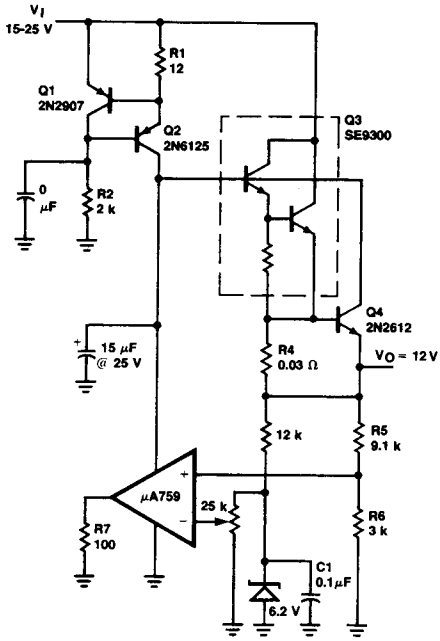 V_I
15-25 V
R1
12
Q1
2N2907
Q2
2N6125
Q3
SE9300
0
μF
R2
2 k
Q4
2N2612
+
15 μF
@ 25 V
R4
0.03 Ω
V_O = 12 V
12 k
R5
9.1 k
μA759
+
−
25 k
R6
3 k
R7
100
C1
0.1 μF
6.2 V